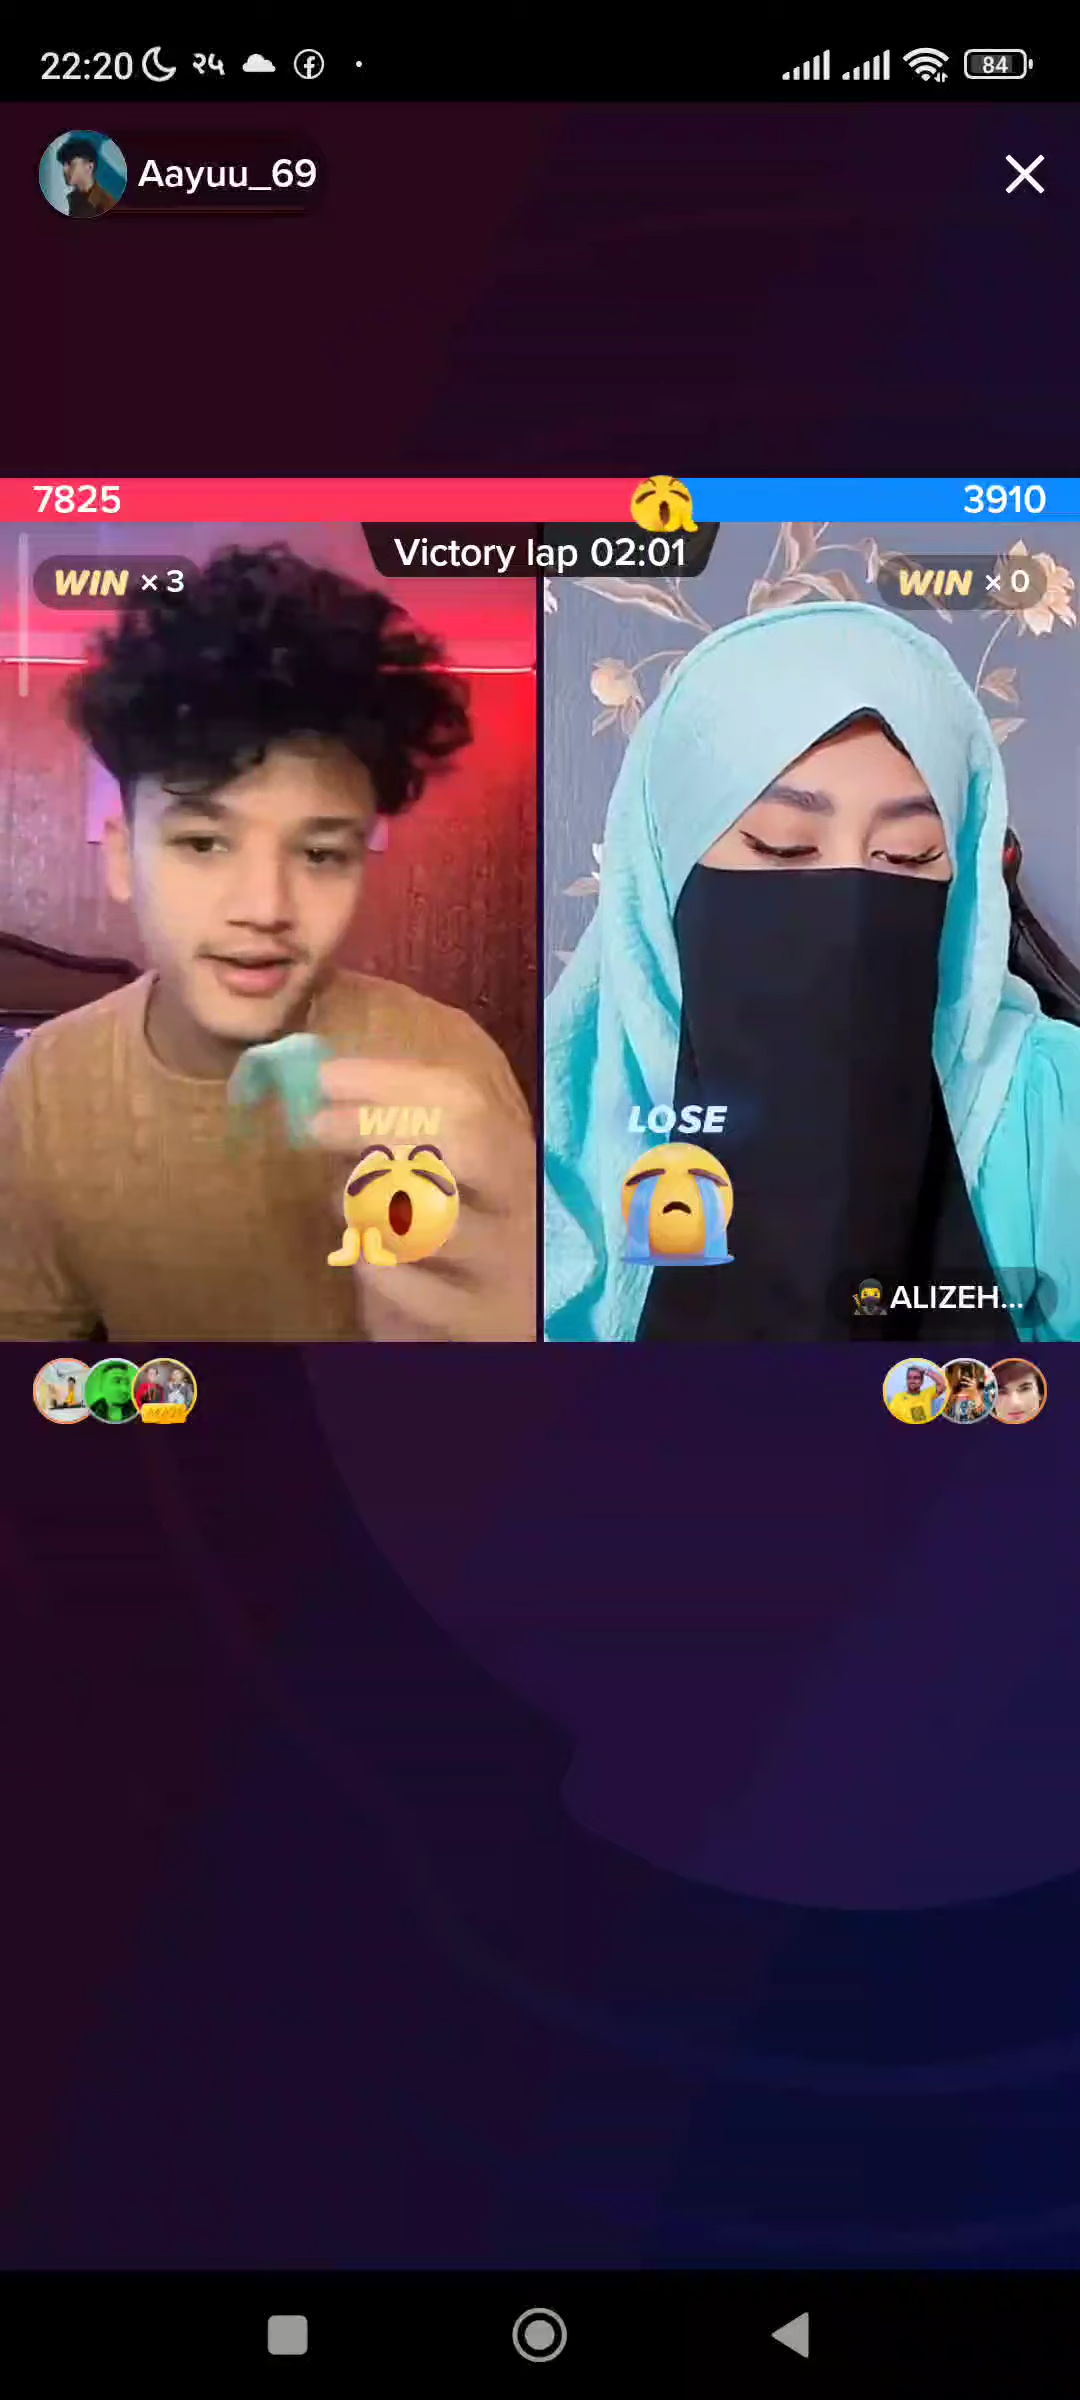 22:20 २५
84
Aayuu_69
7825
3910
Victory lap 02:01
WIN × 3
WIN × 0
WIN
LOSE
🥷ALIZEH...